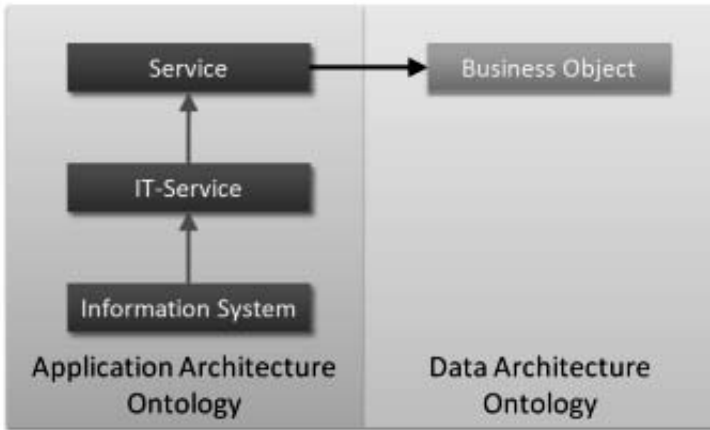 Service
Business Object
IT-Service
Information System
Application Architecture
Ontology
Data Architecture
Ontology